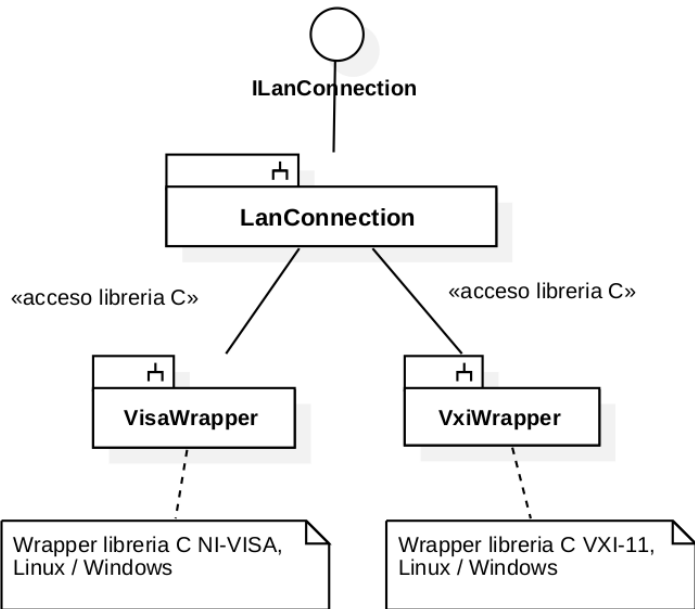 ILanConnection
LanConnection
«acceso libreria C»
«acceso libreria C»
VisaWrapper
VxiWrapper
Wrapper libreria C NI-VISA,
Linux / Windows
Wrapper libreria C VXI-11,
Linux / Windows